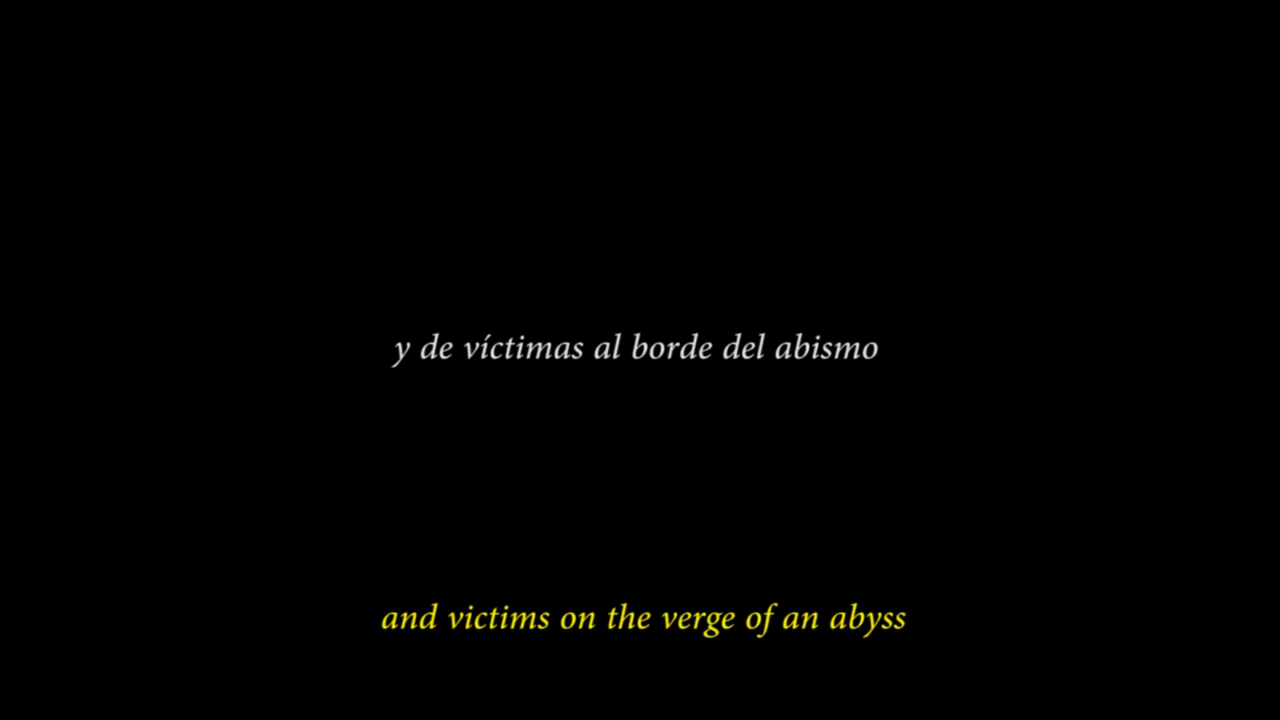 y de víctimas al borde del abismo
and victims on the verge of an abyss